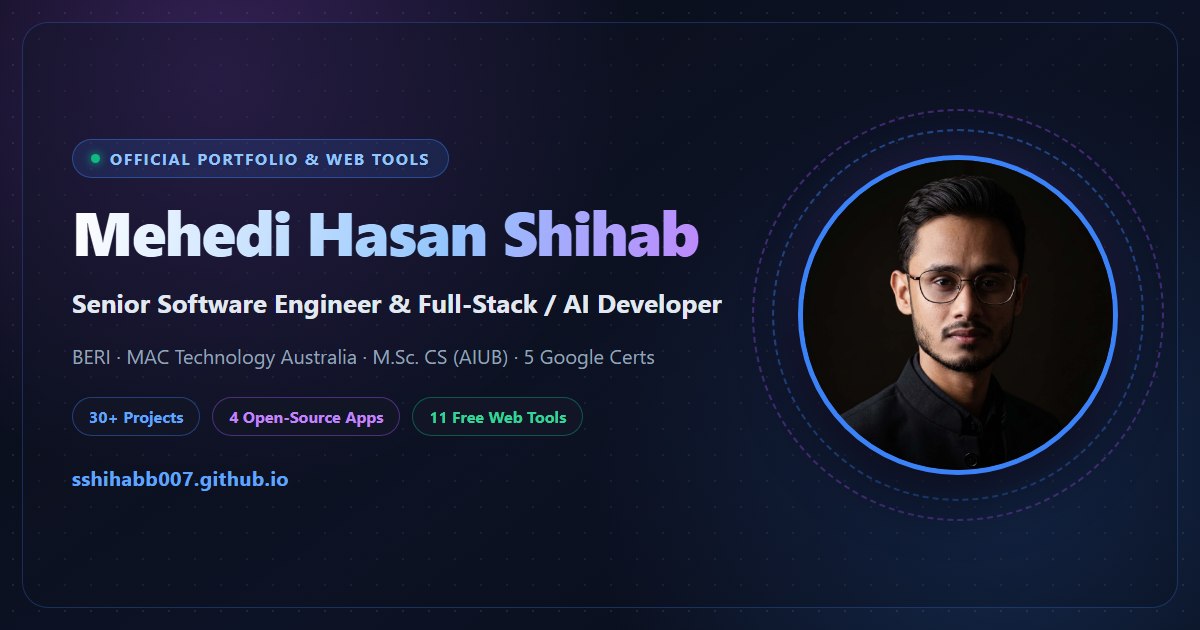 OFFICIAL PORTFOLIO & WEB TOOLS
Mehedi Hasan Shihab
Senior Software Engineer & Full-Stack / AI Developer
BERI · MAC Technology Australia · M.Sc. CS (AIUB) · 5 Google Certs
30+ Projects
4 Open-Source Apps
11 Free Web Tools
sshihabb007.github.io